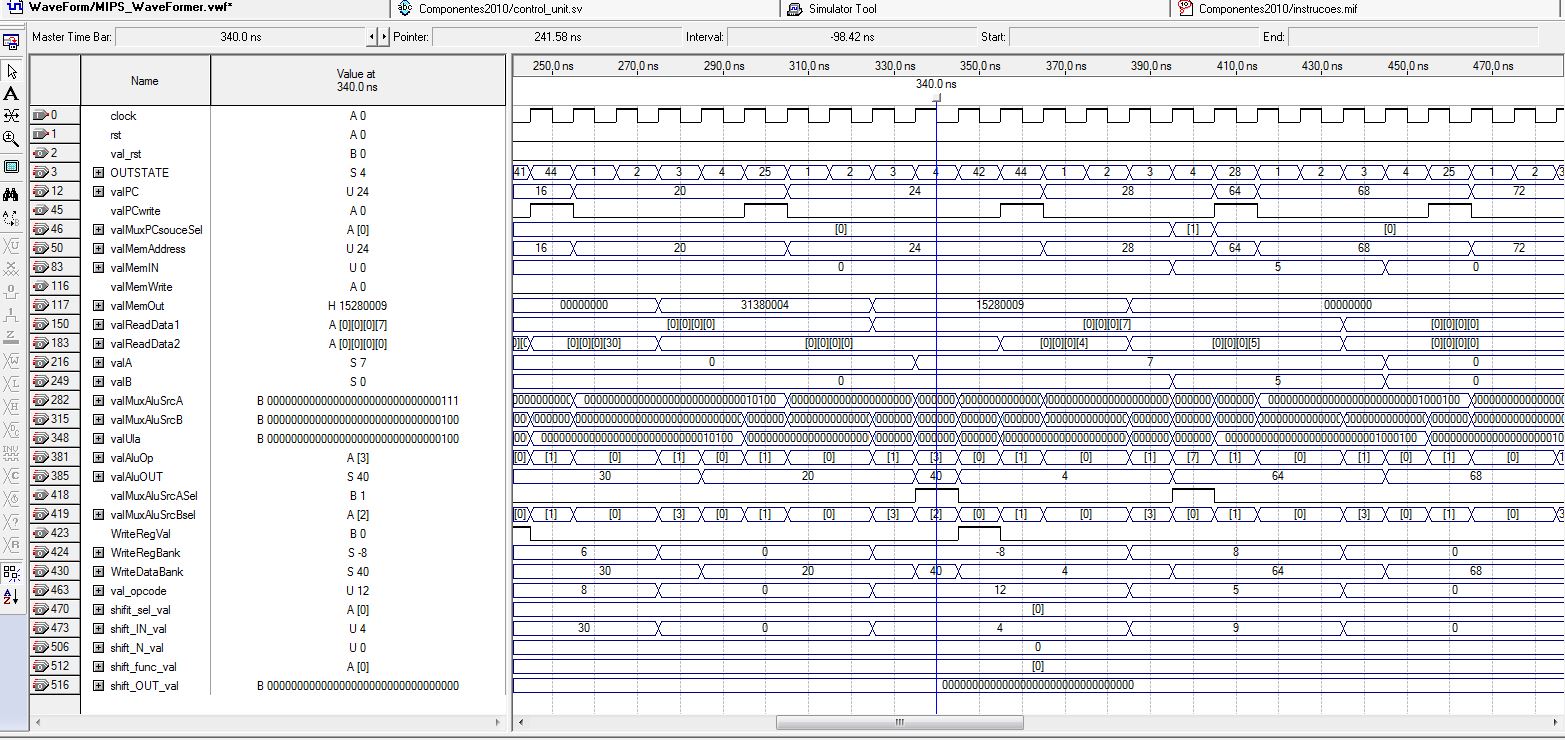 WaveForm/MIPS_WaveFormer.vwf* Componentes2010/control_unit.sv Simulator Tool Componentes2010/instrucoes.mif
Master Time Bar: 340.0 ns Pointer: 241.58 ns Interval: -98.42 ns Start: End:
Name Value at 340.0 ns 250.0 ns 270.0 ns 290.0 ns 310.0 ns 330.0 ns 350.0 ns 370.0 ns 390.0 ns 410.0 ns 430.0 ns 450.0 ns 470.0 ns
340.0 ns
0 clock A 0
1 rst A 0
2 val_rst B 0
3 OUTSTATE S 4 41 44 1 2 3 4 25 1 2 3 4 42 44 1 2 3 4 28 1 2 3 4 25 1 2 3
12 valPC U 24 16 20 24 28 64 68 72
45 valPCwrite A 0
46 valMuxPCsouceSel A [0] [0] [1] [0]
50 valMemAddress U 24 16 20 24 28 64 68 72
83 valMemIN U 0 0 5 0
116 valMemWrite A 0
117 valMemOut H 15280009 00000000 31380004 15280009 00000000
150 valReadData1 A [0][0][0][7] [0][0][0][0] [0][0][0][7] [0][0][0][0]
183 valReadData2 A [0][0][0][0] [0][0][0][30] [0][0][0][0] [0][0][0][4] [0][0][0][5] [0][0][0][0]
216 valA S 7 0 7 0
249 valB S 0 0 5 0
282 valMuxAluSrcA B 00000000000000000000000000000111
315 valMuxAluSrcB B 00000000000000000000000000000100
348 valUla B 00000000000000000000000000000100
381 valAluOp A [3] [0] [1] [0] [1] [0] [1] [0] [1] [3] [0] [1] [0] [1] [7] [1] [0] [1] [0] [1] [0]
385 valAluOUT S 40 30 20 40 4 64 68
418 valMuxAluSrcASel B 1
419 valMuxAluSrcBsel A [2] [0] [1] [0] [3] [0] [1] [0] [3] [2] [0] [1] [0] [3] [0] [1] [0] [3] [0] [1] [0]
423 WriteRegVal B 0
424 WriteRegBank S -8 6 0 -8 8 0
430 WriteDataBank S 40 30 20 40 4 64 68
463 val_opcode U 12 8 0 12 5 0
470 shifit_sel_val A [0] [0]
473 shift_IN_val U 4 30 0 4 9 0
506 shift_N_val U 0 0
512 shift_func_val A [0] [0]
516 shift_OUT_val B 00000000000000000000000000000000 00000000000000000000000000000000